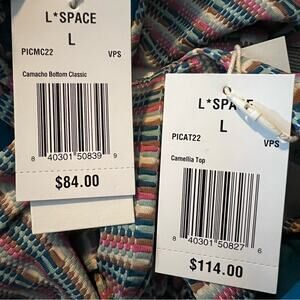 L*SPACE
L
PICMC22 VPS
Camacho Bottom Classic
8 40301 50839 9
$84.00
L*SPACE
L
PICAT22 VPS
Camellia Top
8 40301 50827 6
$114.00